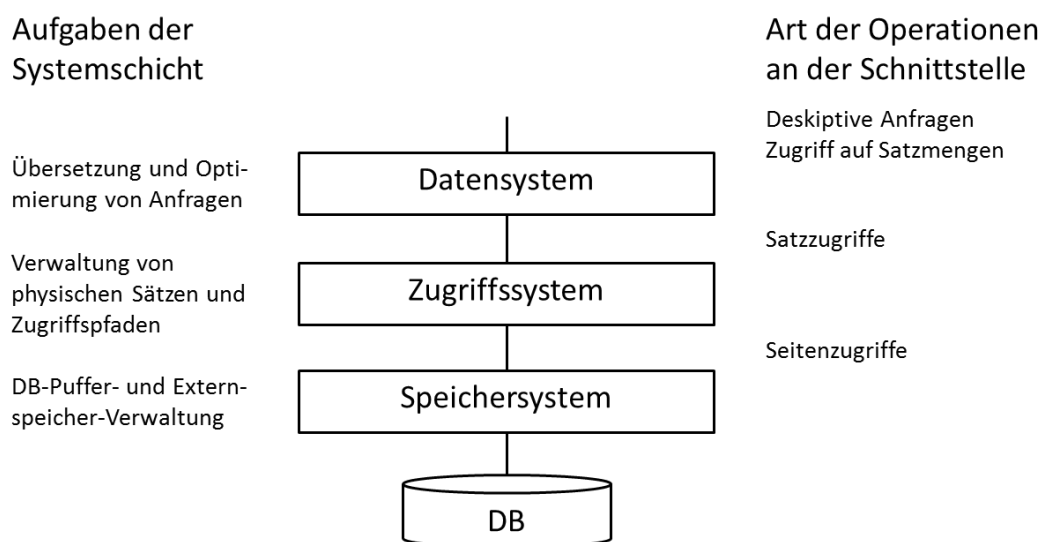 Aufgaben der
Systemschicht
Art der Operationen
an der Schnittstelle
Deskiptive Anfragen
Zugriff auf Satzmengen
Übersetzung und Opti-
mierung von Anfragen
Datensystem
Satzzugriffe
Verwaltung von
physischen Sätzen und
Zugriffspfaden
Zugriffssystem
Seitenzugriffe
DB-Puffer- und Extern-
speicher-Verwaltung
Speichersystem
DB